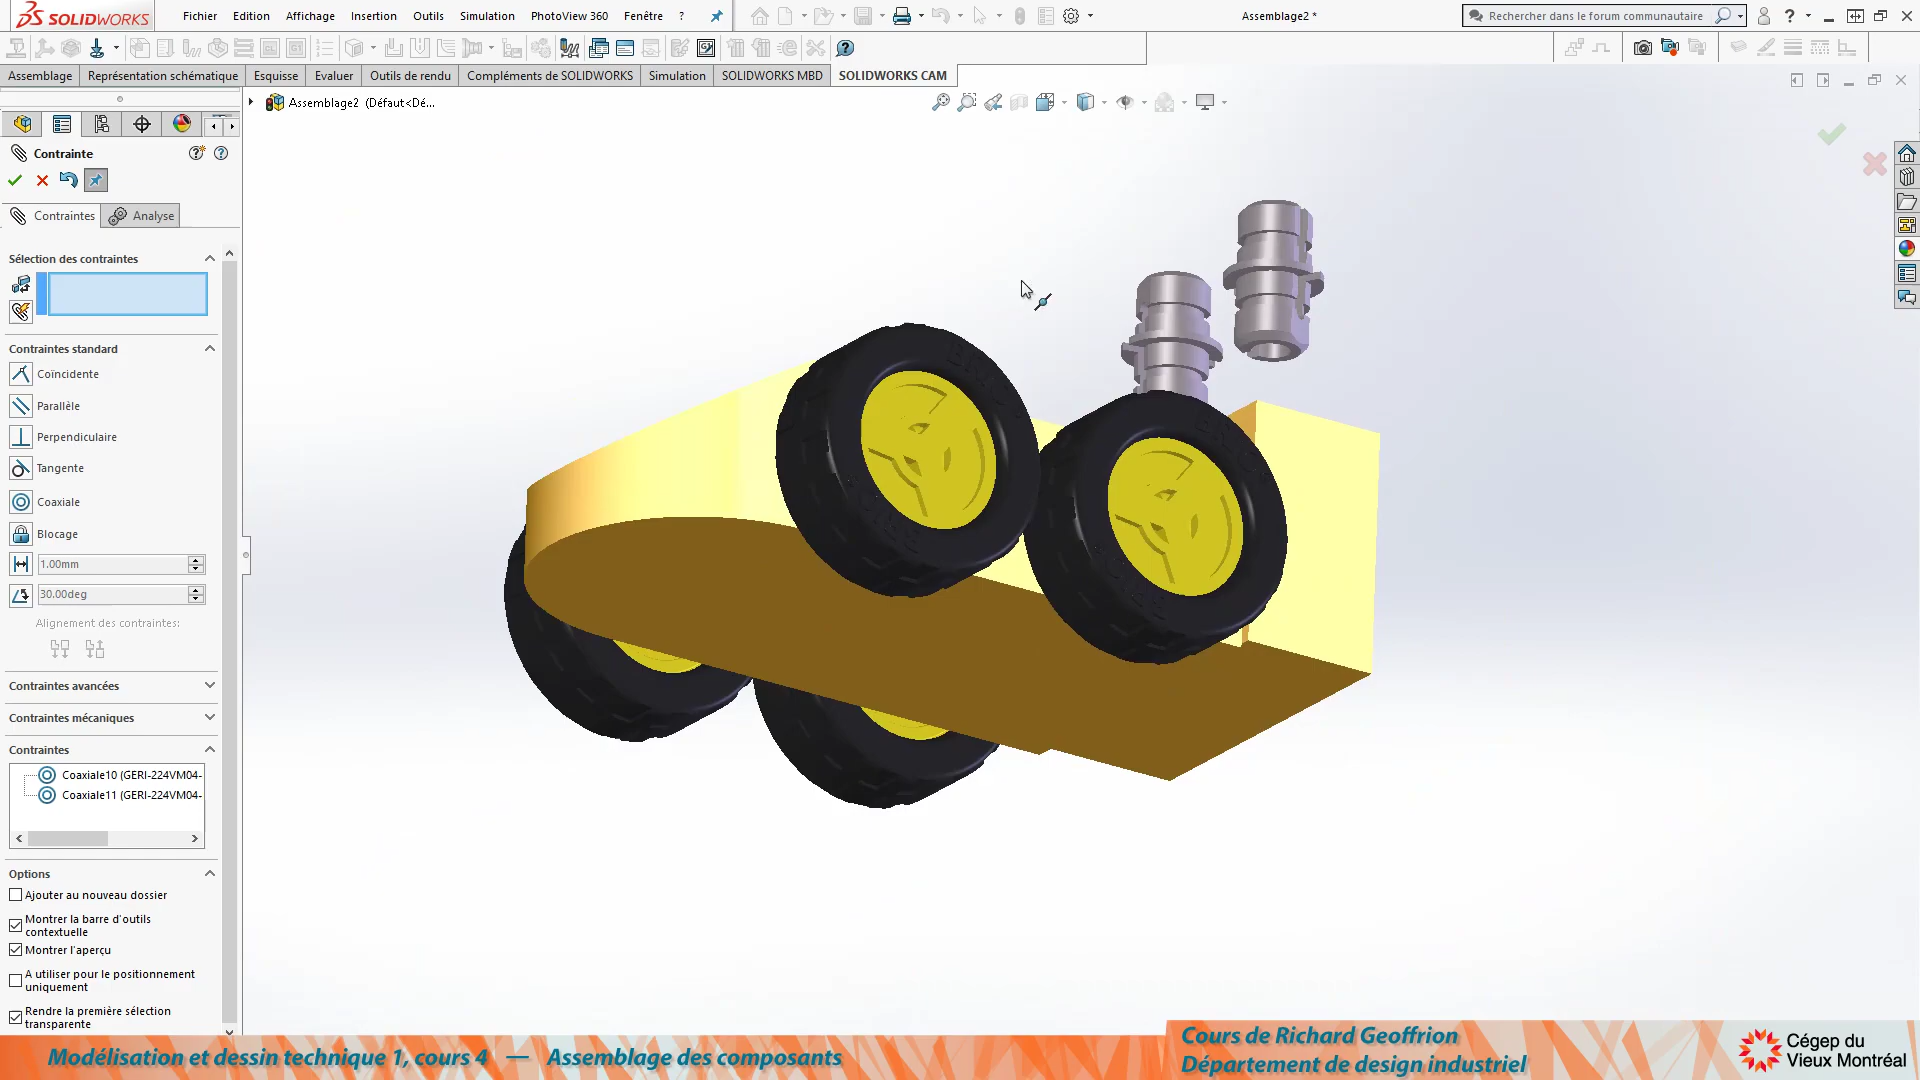 SOLIDWORKS
Fichier Edition Affichage Insertion Outils Simulation PhotoView 360 Fenêtre ?
Assemblage2 *
Rechercher dans le forum communautaire
?
Assemblage Représentation schématique Esquisse Evaluer Outils de rendu Compléments de SOLIDWORKS Simulation SOLIDWORKS MBD SOLIDWORKS CAM
Assemblage2 (Défaut<Dé...
Contrainte
Contraintes Analyse
Sélection des contraintes
Contraintes standard
Coïncidente
Parallèle
Perpendiculaire
Tangente
Coaxiale
Blocage
1.00mm
30.00deg
Alignement des contraintes:
Contraintes avancées
Contraintes mécaniques
Contraintes
Coaxiale10 (GERI-224VM04-
Coaxiale11 (GERI-224VM04-
Options
Ajouter au nouveau dossier
Montrer la barre d'outils
contextuelle
Montrer l'aperçu
A utiliser pour le positionnement
uniquement
Rendre la première sélection
transparente
Modélisation et dessin technique 1, cours 4 — Assemblage des composants
Cours de Richard Geoffrion
Département de design industriel
Cégep du
Vieux Montréal